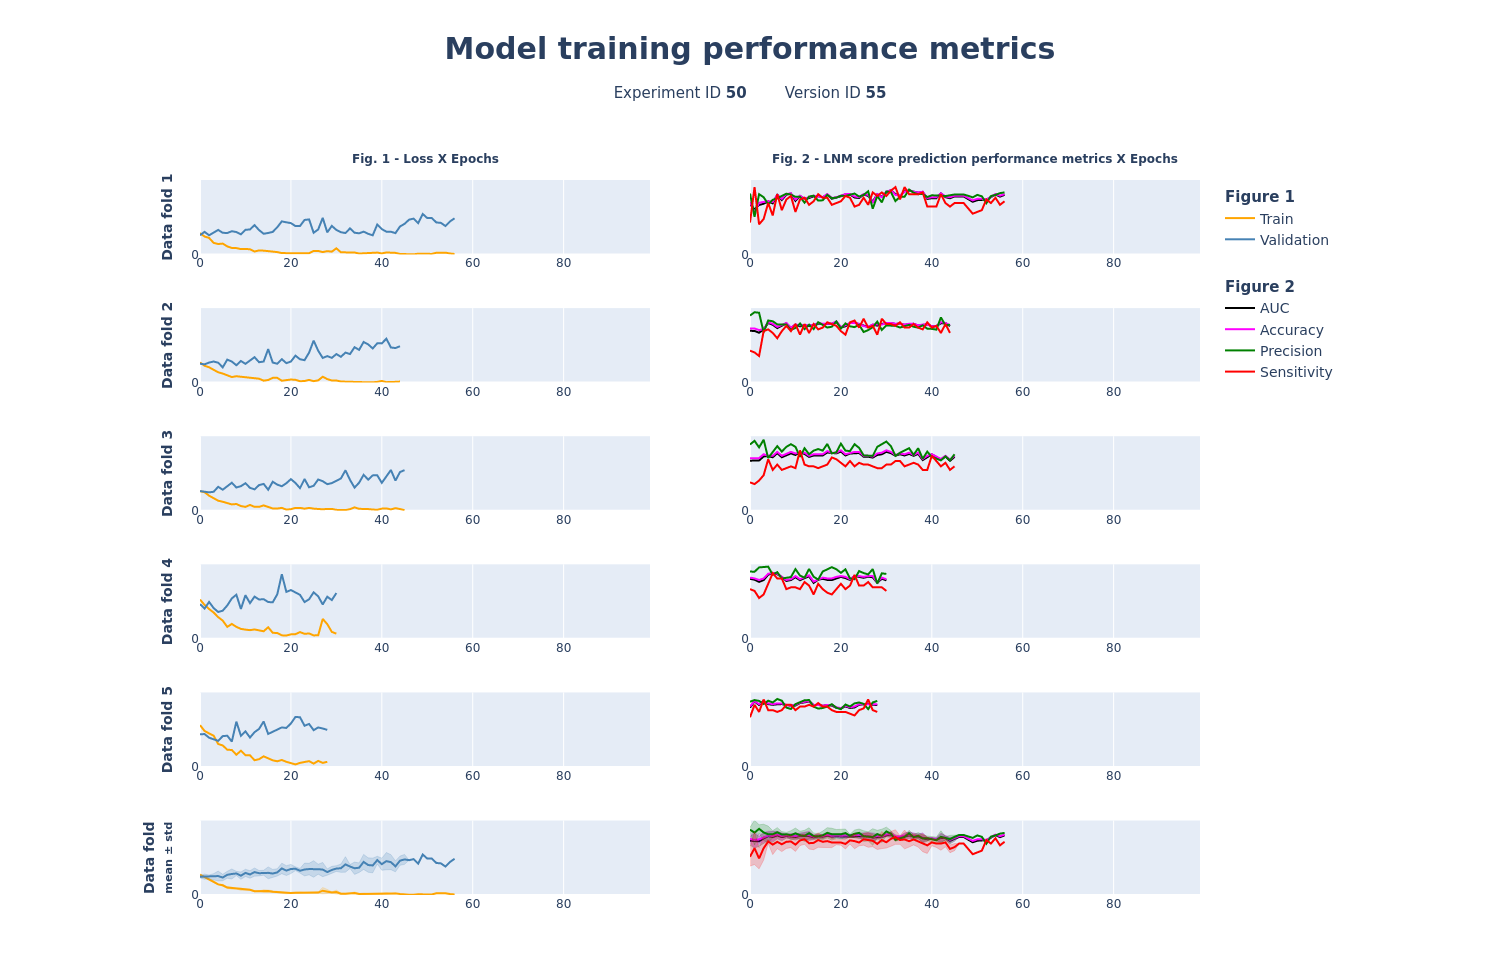 Model training performance metrics
Experiment ID 50 Version ID 55
Fig. 1 - Loss X Epochs
Fig. 2 - LNM score prediction performance metrics X Epochs
Data fold 1
0
0 20 40 60 80
0
0 20 40 60 80
Figure 1
Train
Validation
Figure 2
AUC
Accuracy
Precision
Sensitivity
Data fold 2
0
0 20 40 60 80
0
0 20 40 60 80
Data fold 3
0
0 20 40 60 80
0
0 20 40 60 80
Data fold 4
0
0 20 40 60 80
0
0 20 40 60 80
Data fold 5
0
0 20 40 60 80
0
0 20 40 60 80
Data fold
mean ± std
0
0 20 40 60 80
0
0 20 40 60 80